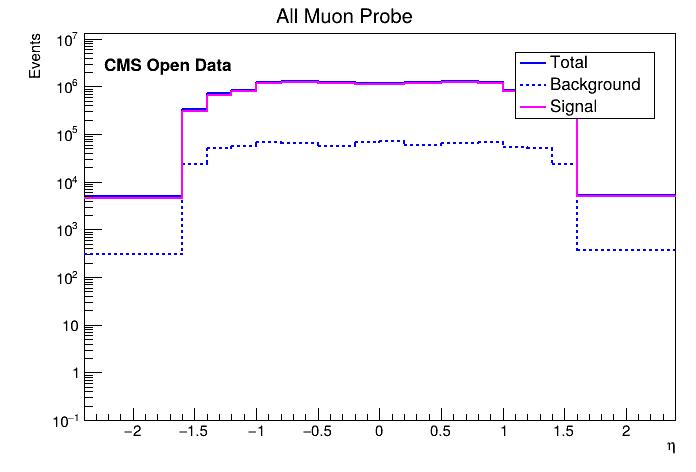 All Muon Probe
Events
CMS Open Data
Total
Background
Signal
10⁷
10⁶
10⁵
10⁴
10³
10²
10
1
10⁻¹
−2 −1.5 −1 −0.5 0 0.5 1 1.5 2
η